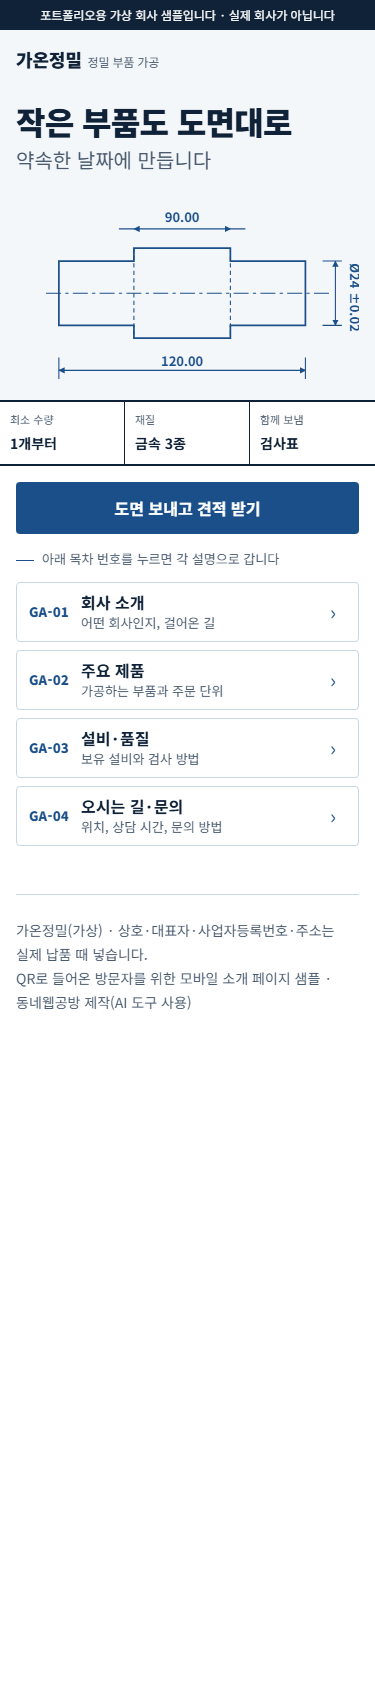 포트폴리오용 가상 회사 샘플입니다 · 실제 회사가 아닙니다
가온정밀 정밀 부품 가공
작은 부품도 도면대로
약속한 날짜에 만듭니다
90.00
Ø24 ±0.02
120.00
최소 수량
1개부터
재질
금속 3종
함께 보냄
검사표
도면 보내고 견적 받기
아래 목차 번호를 누르면 각 설명으로 갑니다
GA-01 회사 소개
어떤 회사인지, 걸어온 길
GA-02 주요 제품
가공하는 부품과 주문 단위
GA-03 설비·품질
보유 설비와 검사 방법
GA-04 오시는 길·문의
위치, 상담 시간, 문의 방법
가온정밀(가상) · 상호·대표자·사업자등록번호·주소는
실제 납품 때 넣습니다.
QR로 들어온 방문자를 위한 모바일 소개 페이지 샘플 ·
동네웹공방 제작(AI 도구 사용)